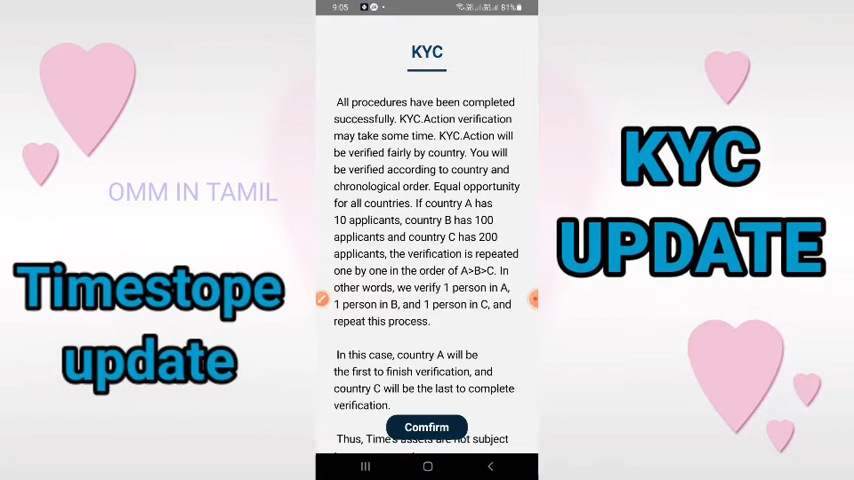 9:05
81%
KYC
All procedures have been completed
successfully. KYC.Action verification
may take some time. KYC.Action will
be verified fairly by country. You will
be verified according to country and
chronological order. Equal opportunity
for all countries. If country A has
10 applicants, country B has 100
applicants and country C has 200
applicants, the verification is repeated
one by one in the order of A>B>C. In
other words, we verify 1 person in A,
1 person in B, and 1 person in C, and
repeat this process.
In this case, country A will be
the first to finish verification, and
country C will be the last to complete
verification.
Comfirm
Thus, Time's assets are not subject
OMM IN TAMIL
Timestope
update
KYC
UPDATE